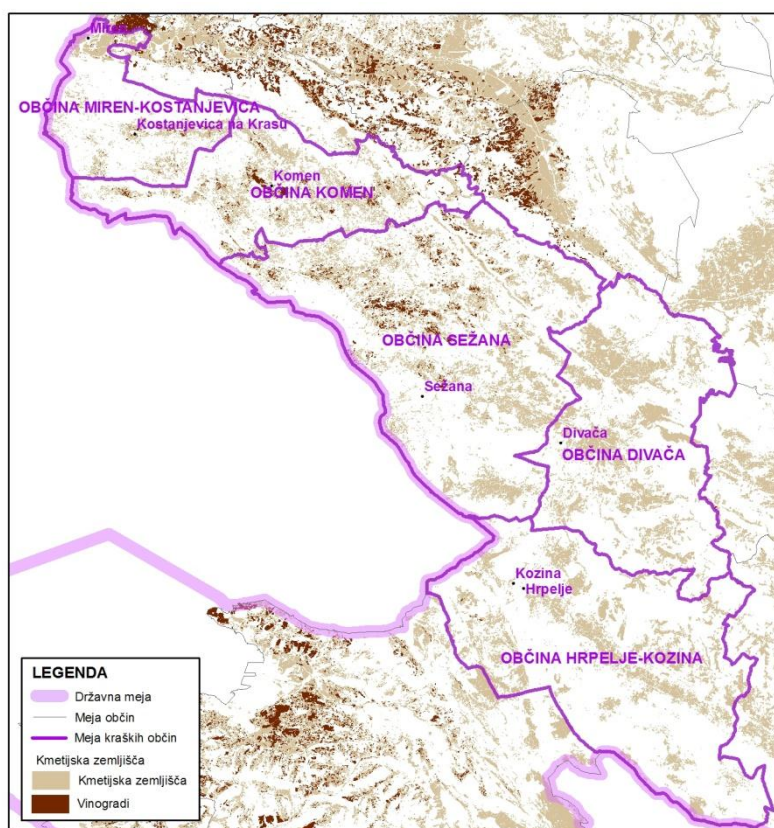 Miren
OBČINA MIREN-KOSTANJEVICA
Kostanjevica na Krasu
Komen
OBČINA KOMEN
OBČINA SEŽANA
Sežana
Divača
OBČINA DIVAČA
Kozina
Hrpelje
OBČINA HRPELJE-KOZINA
LEGENDA
Državna meja
Meja občin
Meja kraških občin
Kmetijska zemljišča
Kmetijska zemljišča
Vinogradi